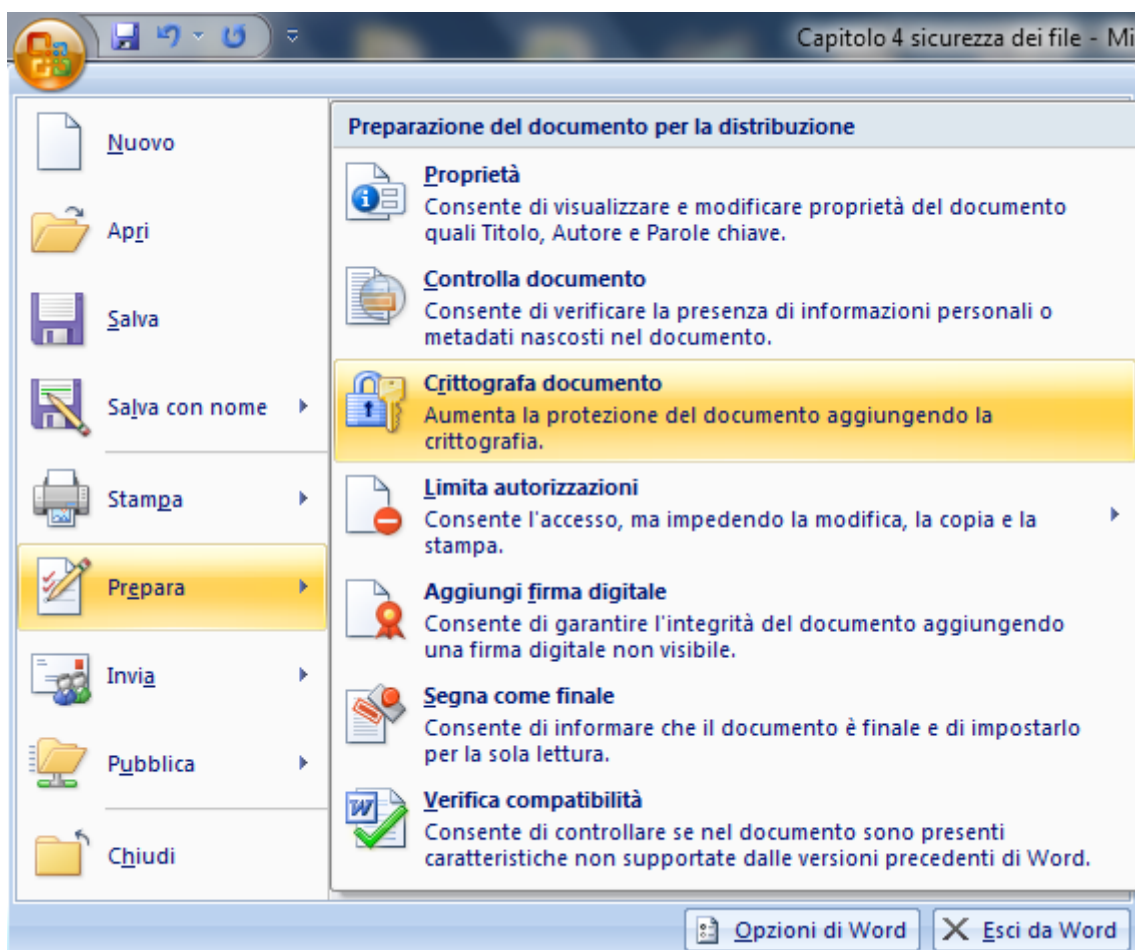 Capitolo 4 sicurezza dei file - Mi
Nuovo
Apri
Salva
Salva con nome
Stampa
Prepara
Invia
Pubblica
Chiudi
Preparazione del documento per la distribuzione
Proprietà
Consente di visualizzare e modificare proprietà del documento
quali Titolo, Autore e Parole chiave.
Controlla documento
Consente di verificare la presenza di informazioni personali o
metadati nascosti nel documento.
Crittografa documento
Aumenta la protezione del documento aggiungendo la
crittografia.
Limita autorizzazioni
Consente l'accesso, ma impedendo la modifica, la copia e la
stampa.
Aggiungi firma digitale
Consente di garantire l'integrità del documento aggiungendo
una firma digitale non visibile.
Segna come finale
Consente di informare che il documento è finale e di impostarlo
per la sola lettura.
Verifica compatibilità
Consente di controllare se nel documento sono presenti
caratteristiche non supportate dalle versioni precedenti di Word.
Opzioni di Word
Esci da Word